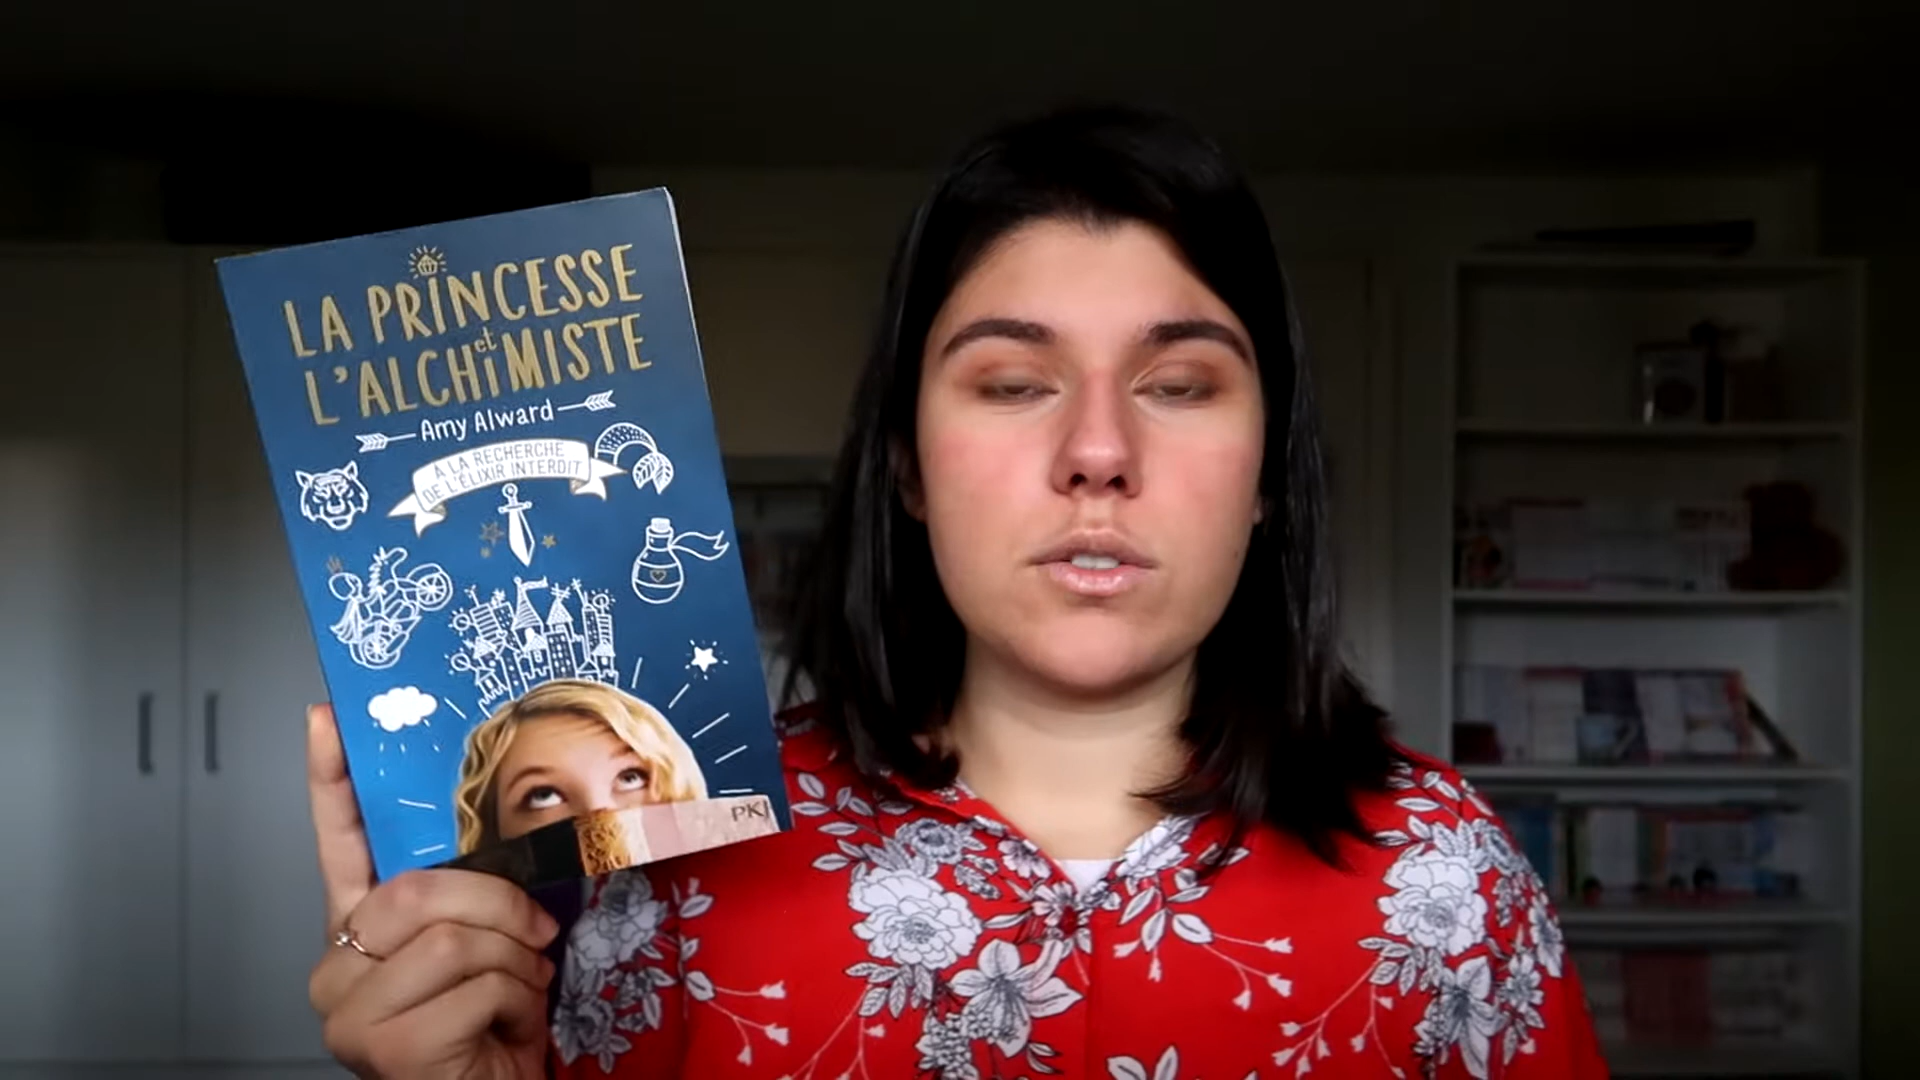 LA PRINCESSE
et
L'ALCHiMISTE
Amy Alward
À LA RECHERCHE
DE L'ÉLIXIR INTERDIT
PKJ